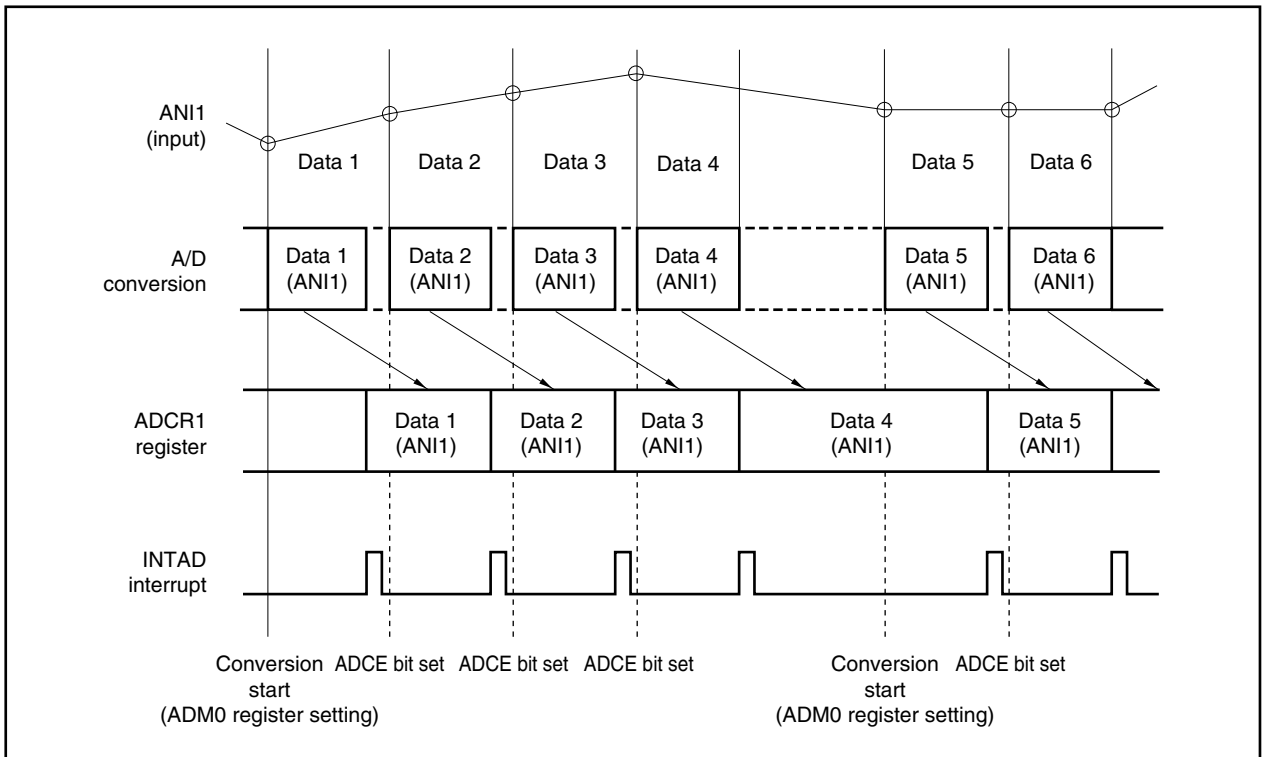 ANI1
(input)
Data 1 Data 2 Data 3 Data 4 Data 5 Data 6
A/D
conversion
Data 1 Data 2 Data 3 Data 4 Data 5 Data 6
(ANI1) (ANI1) (ANI1) (ANI1) (ANI1) (ANI1)
ADCR1
register
Data 1 Data 2 Data 3 Data 4 Data 5
(ANI1) (ANI1) (ANI1) (ANI1) (ANI1)
INTAD
interrupt
Conversion ADCE bit set ADCE bit set ADCE bit set Conversion ADCE bit set
start start
(ADM0 register setting) (ADM0 register setting)